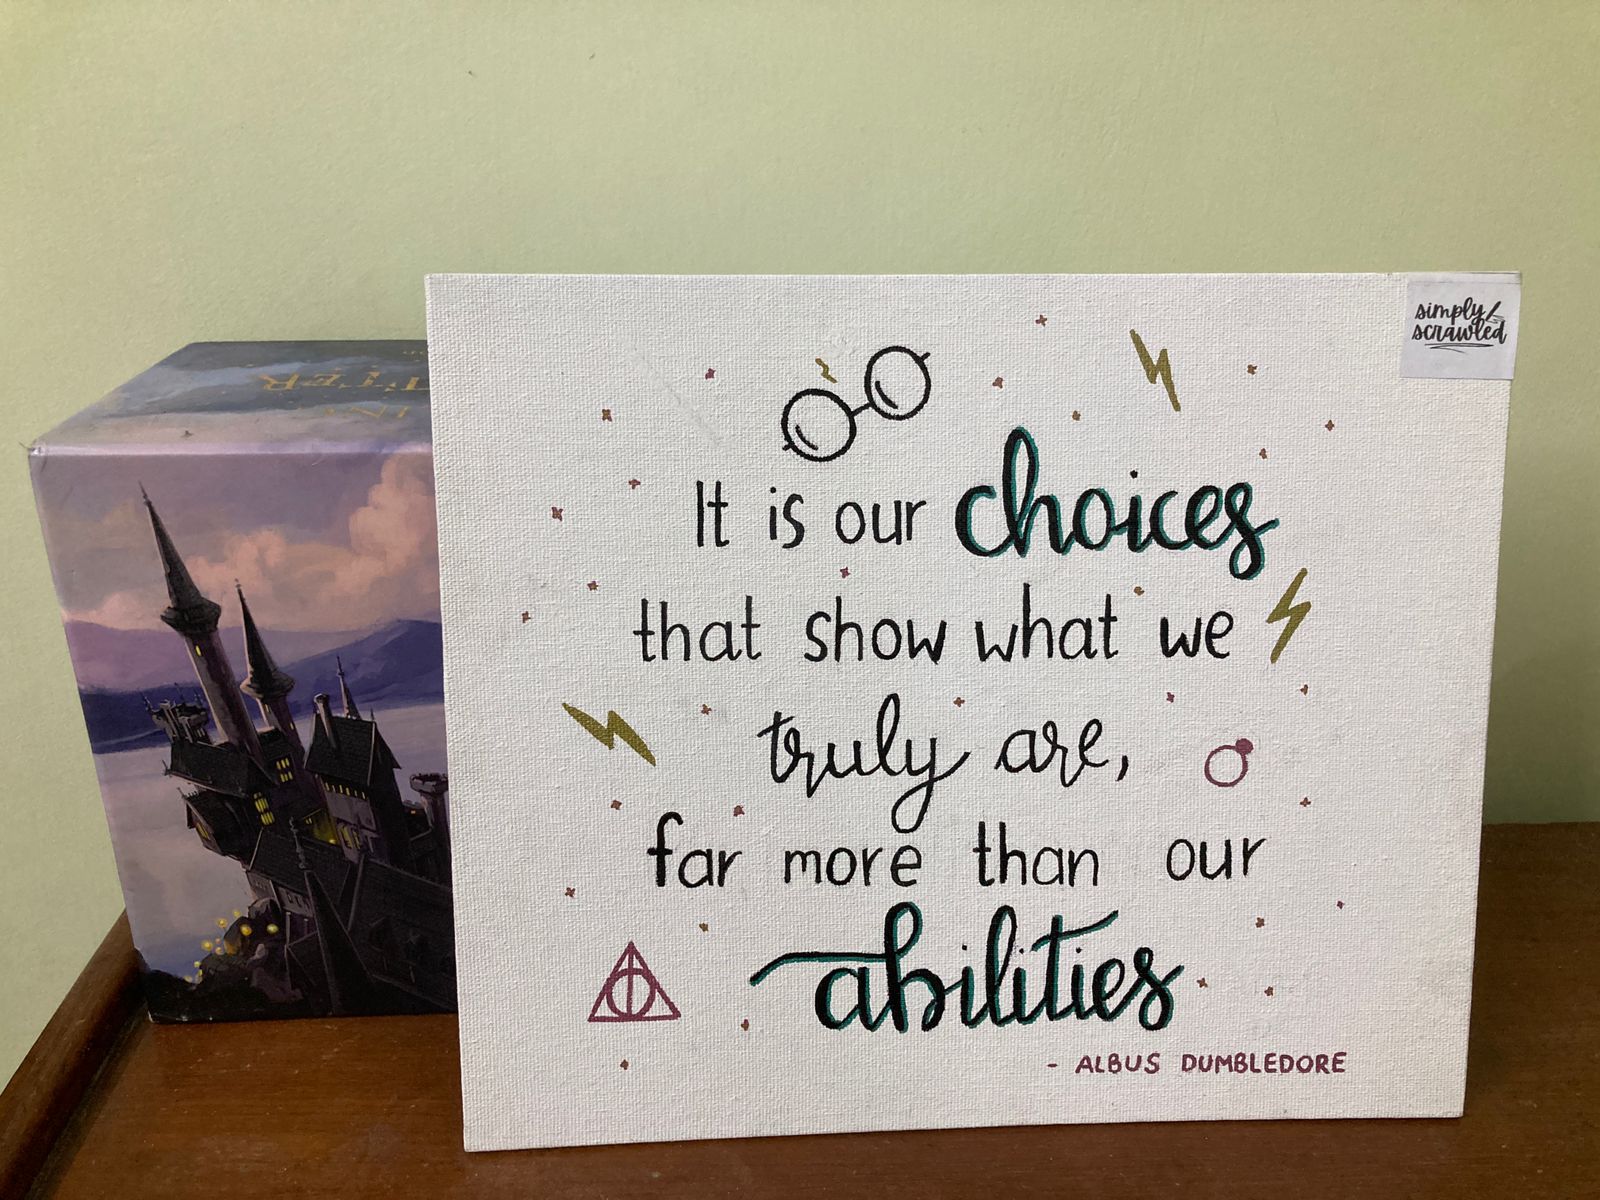 simply
scrawled
It is our choices
that show what we
truly are,
far more than our
abilities
- ALBUS DUMBLEDORE